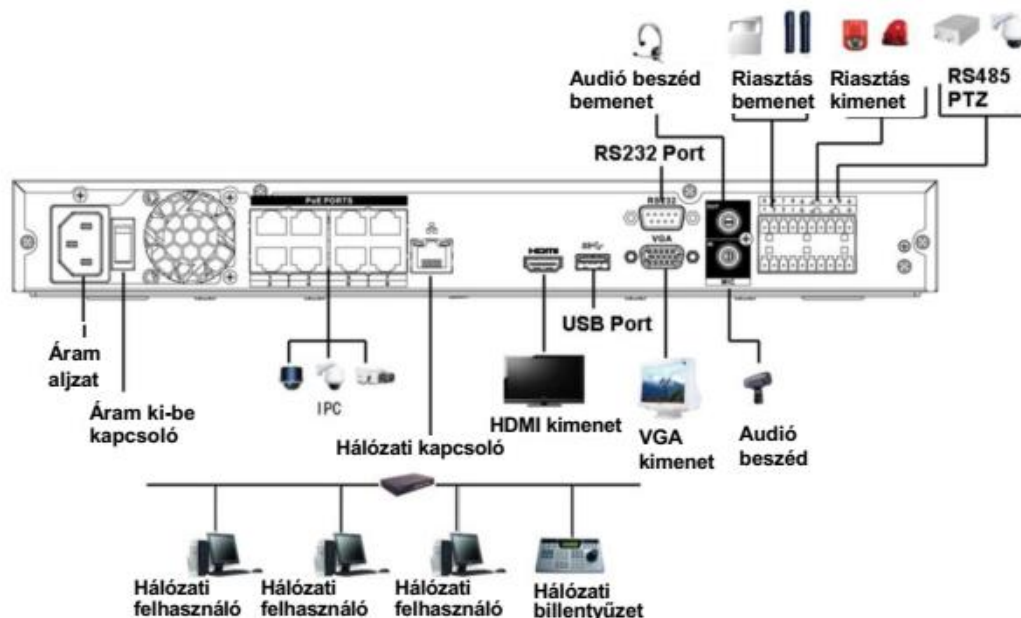 Audió beszéd
bemenet
Riasztás
bemenet
Riasztás
kimenet
RS485
PTZ
RS232 Port
PoE PORTS
RS232
HDMI
VGA
MIC
USB Port
Áram
aljzat
Áram ki-be
kapcsoló
IPC
Hálózati kapcsoló
HDMI kimenet
VGA
kimenet
Audió
beszéd
Hálózati
felhasználó
Hálózati
felhasználó
Hálózati
felhasználó
Hálózati
billentyűzet